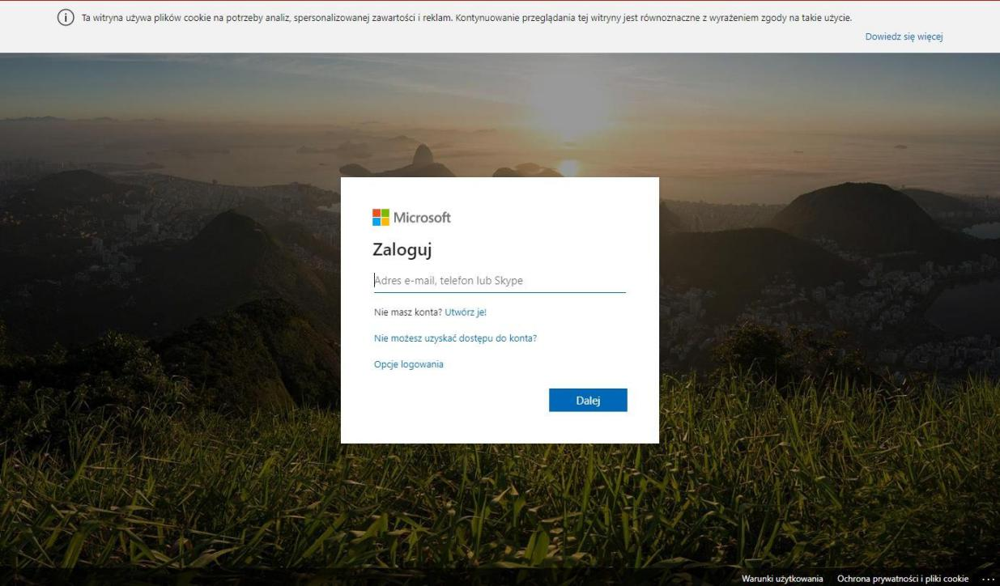 Ta witryna używa plików cookie na potrzeby analiz, spersonalizowanej zawartości i reklam. Kontynuowanie przeglądania tej witryny jest równoznaczne z wyrażeniem zgody na takie użycie.
Dowiedz się więcej
Microsoft
Zaloguj
Adres e-mail, telefon lub Skype
Nie masz konta? Utwórz je!
Nie możesz uzyskać dostępu do konta?
Opcje logowania
Dalej
Warunki użytkowania Ochrona prywatności i pliki cookie ...